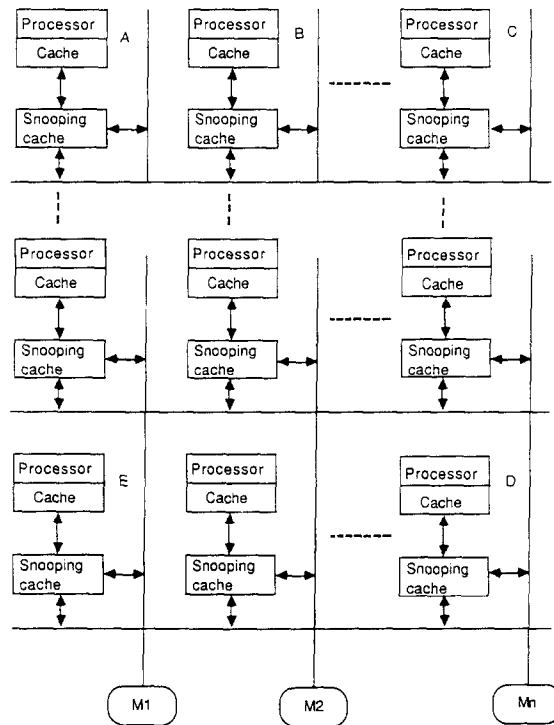 Processor
Cache
A
Snooping
cache
Processor
Cache
B
Snooping
cache
Processor
Cache
C
Snooping
cache
Processor
Cache
Snooping
cache
Processor
Cache
Snooping
cache
Processor
Cache
Snooping
cache
Processor
Cache
E
Snooping
cache
Processor
Cache
Snooping
cache
Processor
Cache
D
Snooping
cache
M1
M2
Mn